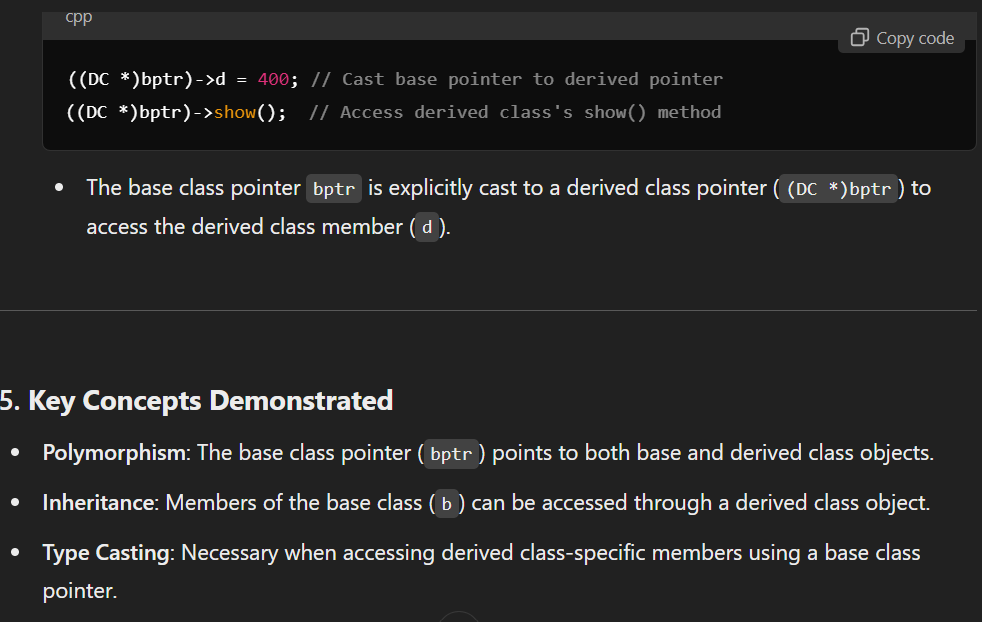 cpp
Copy code
((DC *)bptr)->d = 400; // Cast base pointer to derived pointer
((DC *)bptr)->show();  // Access derived class's show() method
• The base class pointer bptr is explicitly cast to a derived class pointer ( (DC *)bptr ) to
access the derived class member ( d ).
5. Key Concepts Demonstrated
• Polymorphism: The base class pointer ( bptr ) points to both base and derived class objects.
• Inheritance: Members of the base class ( b ) can be accessed through a derived class object.
• Type Casting: Necessary when accessing derived class-specific members using a base class
pointer.